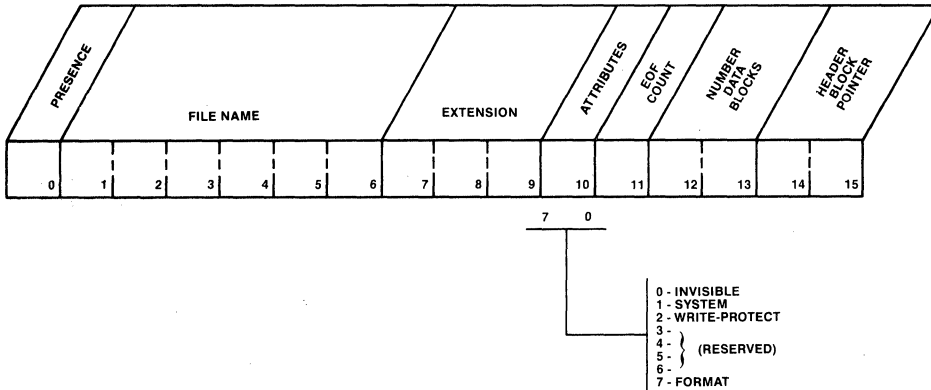 PRESENCE
FILE NAME
EXTENSION
ATTRIBUTES
EOF
COUNT
NUMBER
DATA
BLOCKS
HEADER
BLOCK
POINTER
0 1 2 3 4 5 6 7 8 9 10 11 12 13 14 15
7 0
0 - INVISIBLE
1 - SYSTEM
2 - WRITE-PROTECT
3 -
4 -
5 -
6 -
(RESERVED)
7 - FORMAT